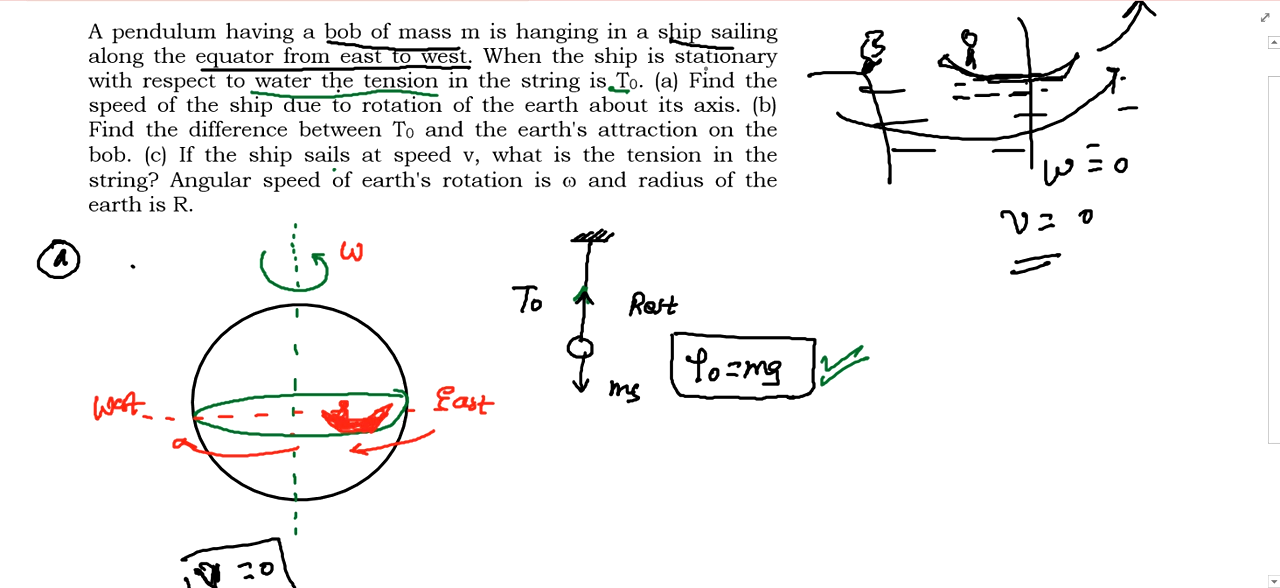 A pendulum having a bob of mass m is hanging in a ship sailing
along the equator from east to west. When the ship is stationary
with respect to water the tension in the string is T₀. (a) Find the
speed of the ship due to rotation of the earth about its axis. (b)
Find the difference between T₀ and the earth's attraction on the
bob. (c) If the ship sails at speed v, what is the tension in the
string? Angular speed of earth's rotation is ω and radius of the
earth is R.
ω = 0
v = 0
a
ω
T₀
Rest
T₀ = mg
mg
West
East
v = 0